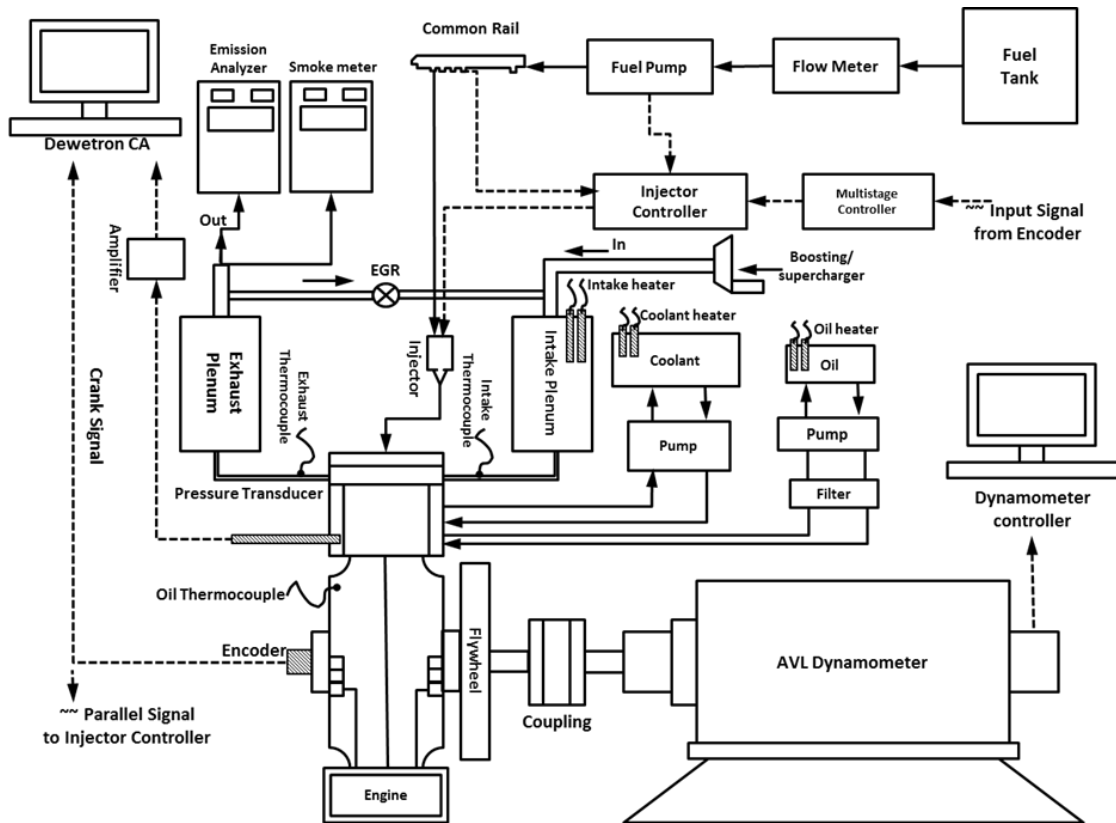 Common Rail
Emission
Analyzer
Smoke meter
Fuel Pump
Flow Meter
Fuel
Tank
Dewetron CA
Injector
Controller
Multistage
Controller
~~ Input Signal
from Encoder
Out
In
Amplifier
EGR
Boosting/
supercharger
Intake heater
Coolant heater
Oil heater
Exhaust
Plenum
Exhaust
Thermocouple
Injector
Intake
Thermocouple
Intake Plenum
Coolant
Oil
Crank Signal
Pump
Pump
Pressure Transducer
Filter
Dynamometer
controller
Oil Thermocouple
Encoder
Flywheel
AVL Dynamometer
~~ Parallel Signal
to Injector Controller
Coupling
Engine